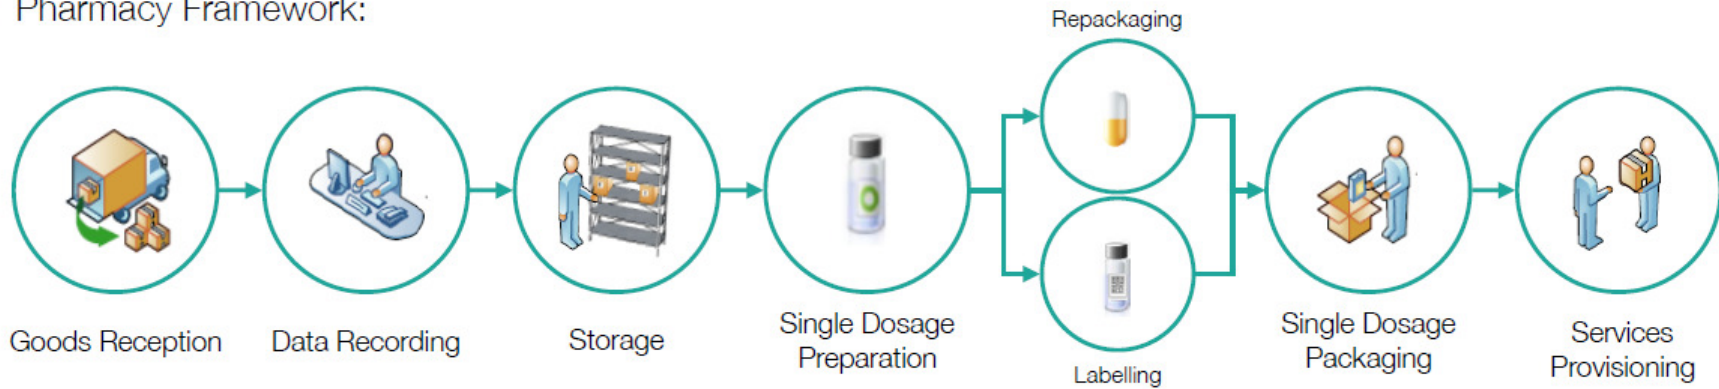 Pharmacy Framework:
Repackaging
Goods Reception
Data Recording
Storage
Single Dosage
Preparation
Labelling
Single Dosage
Packaging
Services
Provisioning